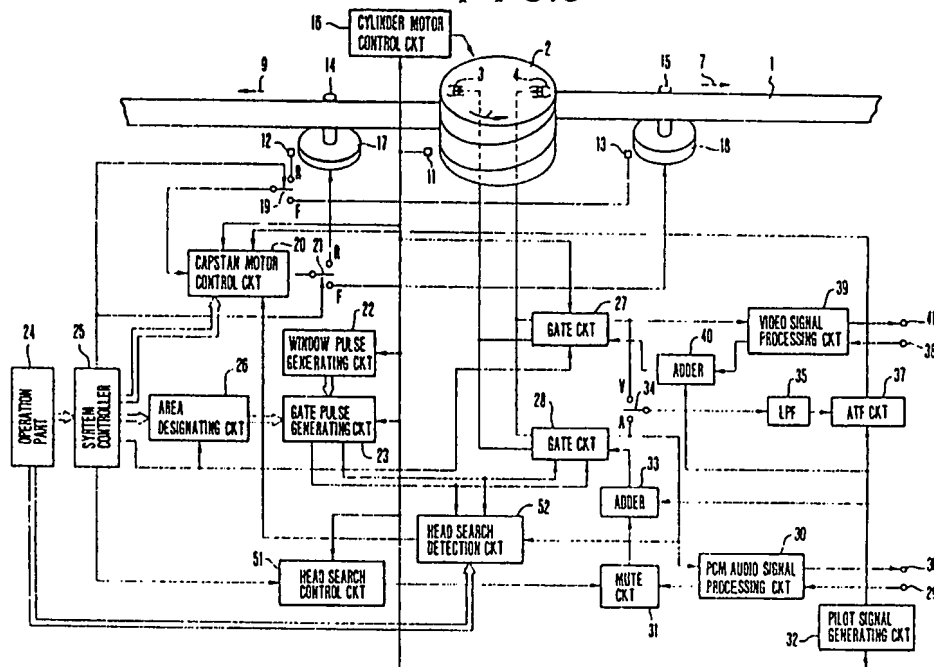 16
CYLINDER MOTOR
CONTROL CKT
2
9
14
3
4
15
7
1
12
17
11
13
18
R
19
F
20
21
R
F
CAPSTAN MOTOR
CONTROL CKT
22
WINDOW PULSE
GENERATING CKT
27
GATE CKT
39
VIDEO SIGNAL
PROCESSING CKT
41
38
40
ADDER
24
OPERATION
PART
25
SYSTEM
CONTROLLER
26
AREA
DESIGNATING CKT
GATE PULSE
GENERATING CKT
23
28
GATE CKT
V
34
A
35
LPF
37
ATF CKT
33
ADDER
52
HEAD SEARCH
DETECTION CKT
51
HEAD SEARCH
CONTROL CKT
MUTE
CKT
31
30
PCM AUDIO SIGNAL
PROCESSING CKT
29
PILOT SIGNAL
GENERATING CKT
32